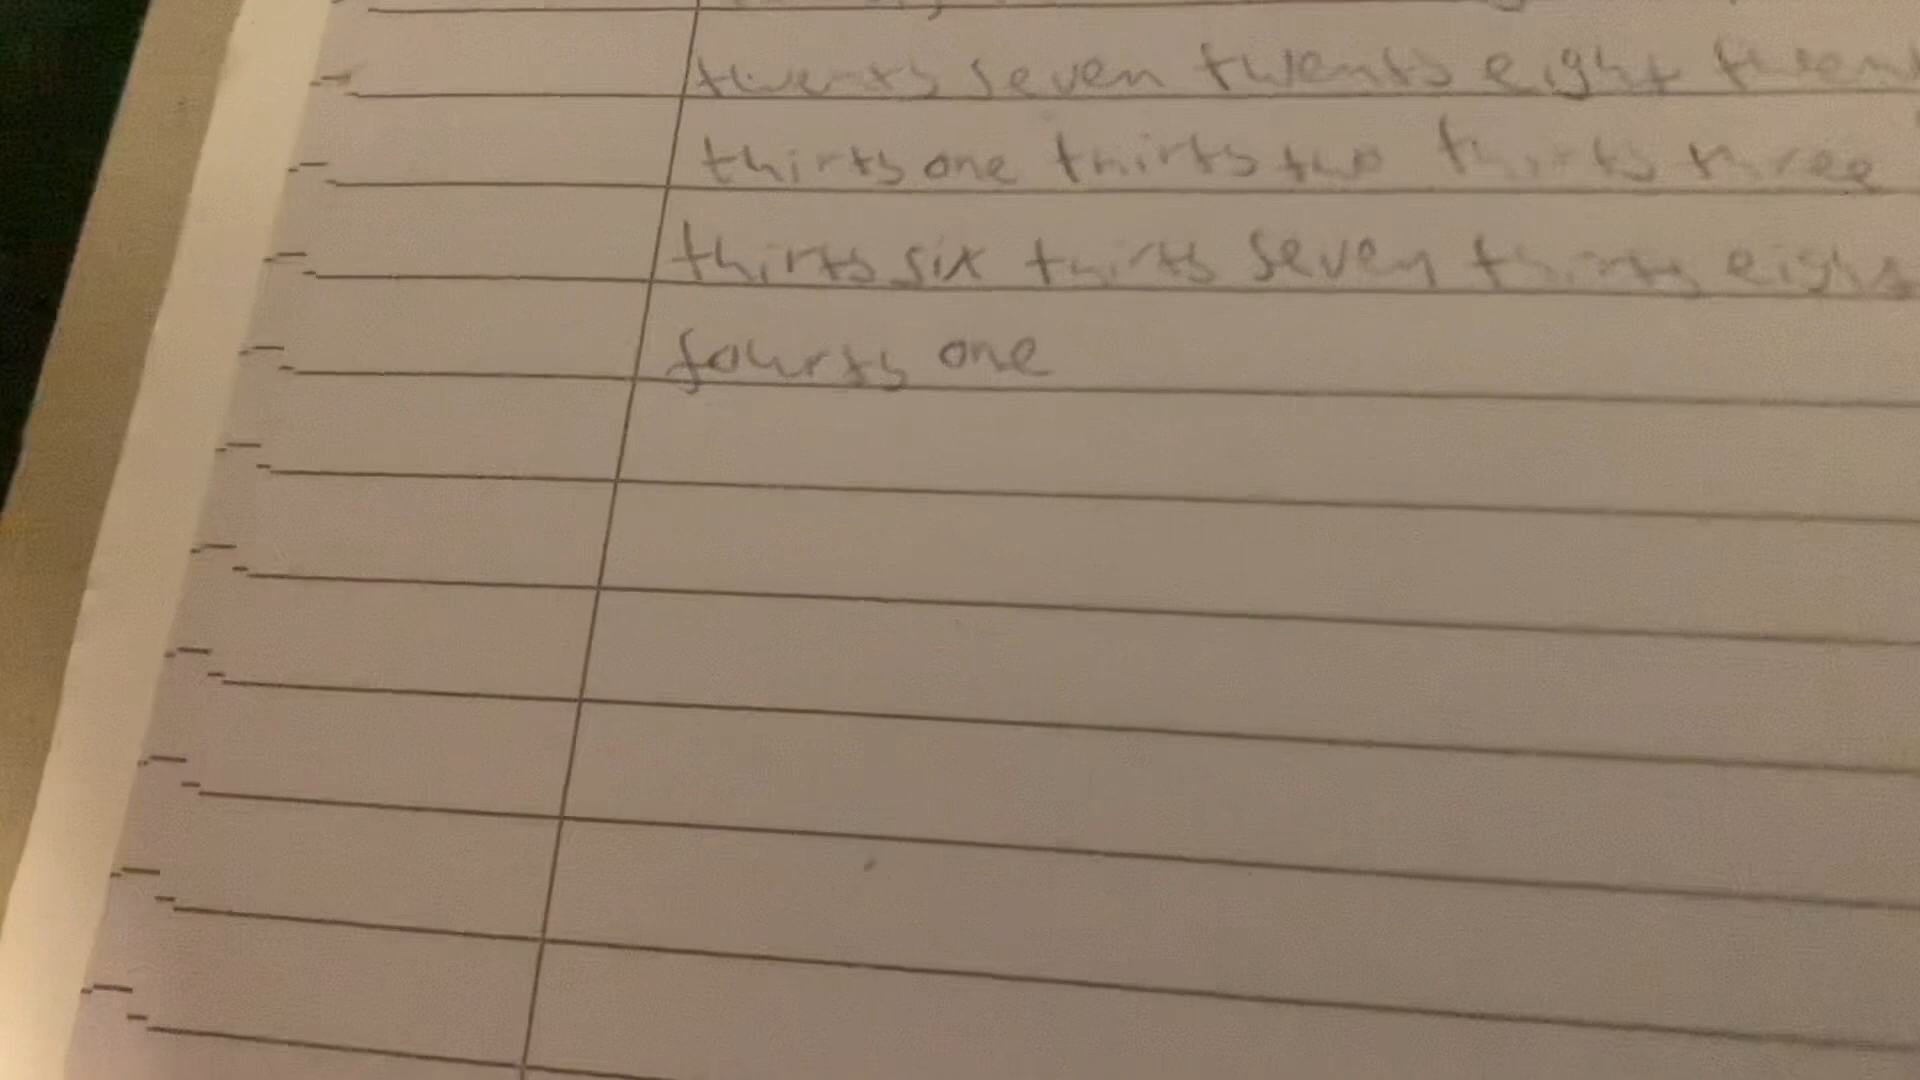 twenty seven twenty eight
thirty one thirty two thirty three
thirty six thirty seven thirty eight
fourty one